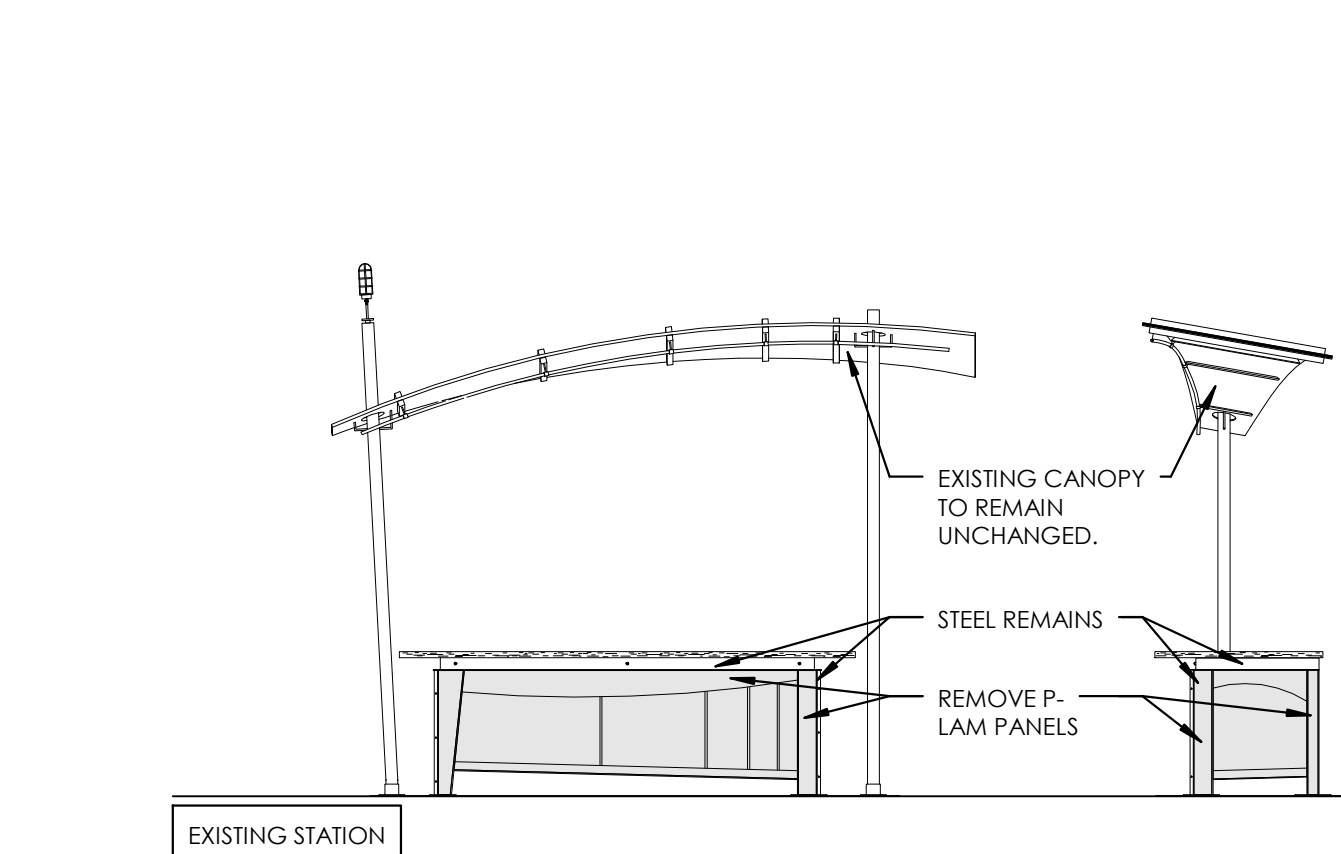 EXISTING CANOPY
TO REMAIN
UNCHANGED.
STEEL REMAINS
REMOVE P-
LAM PANELS
EXISTING STATION